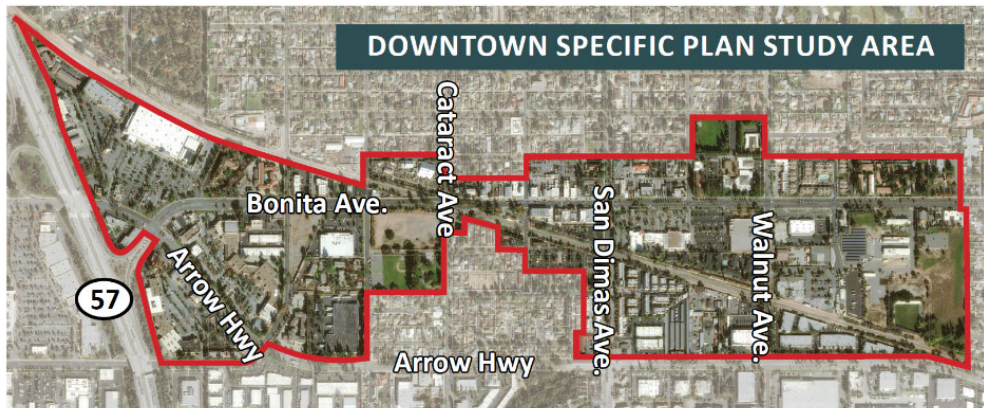 DOWNTOWN SPECIFIC PLAN STUDY AREA
Cataract Ave
Bonita Ave.
San Dimas Ave.
Walnut Ave.
Arrow Hwy
57
Arrow Hwy